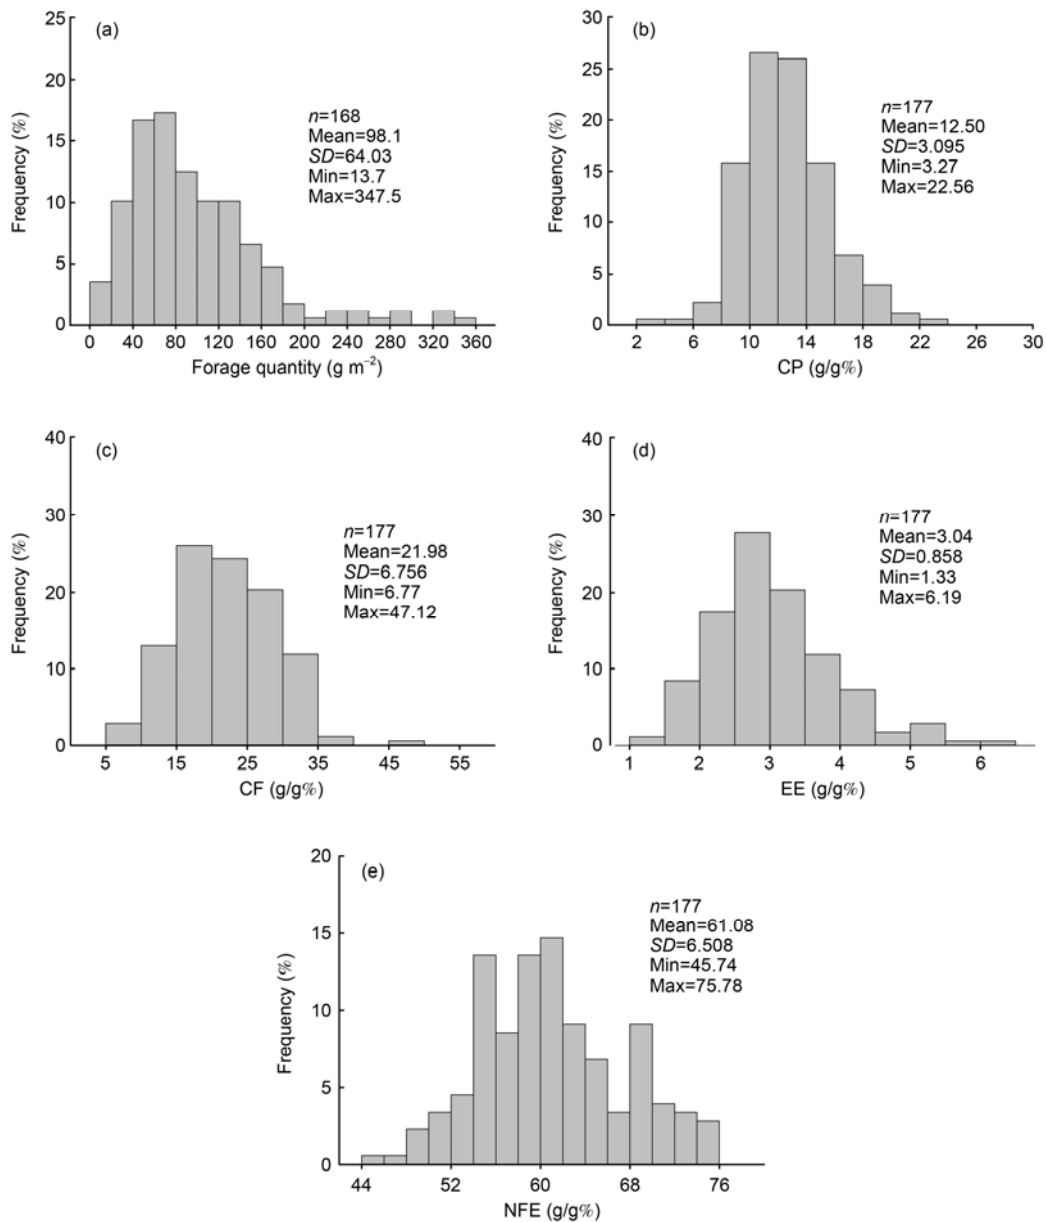 (a)
25
20
15
10
5
0
Frequency (%)
n=168
Mean=98.1
SD=64.03
Min=13.7
Max=347.5
0 40 80 120 160 200 240 280 320 360
Forage quantity (g m⁻²)
(b)
30
25
20
15
10
5
0
Frequency (%)
n=177
Mean=12.50
SD=3.095
Min=3.27
Max=22.56
2 6 10 14 18 22 26 30
CP (g/g%)
(c)
40
30
20
10
0
Frequency (%)
n=177
Mean=21.98
SD=6.756
Min=6.77
Max=47.12
5 15 25 35 45 55
CF (g/g%)
(d)
40
30
20
10
0
Frequency (%)
n=177
Mean=3.04
SD=0.858
Min=1.33
Max=6.19
1 2 3 4 5 6
EE (g/g%)
(e)
20
15
10
5
0
Frequency (%)
n=177
Mean=61.08
SD=6.508
Min=45.74
Max=75.78
44 52 60 68 76
NFE (g/g%)